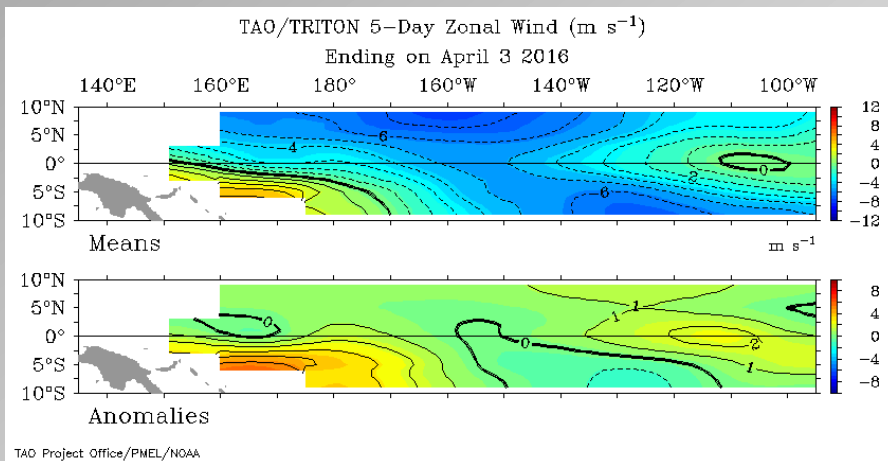 TAO/TRITON 5-Day Zonal Wind (m s⁻¹)
Ending on April 3 2016
140°E 160°E 180° 160°W 140°W 120°W 100°W
10°N
5°N
0°
5°S
10°S
-6
-4
-2
0
-6
12
8
4
0
-4
-8
-12
Means
m s⁻¹
10°N
5°N
0°
5°S
10°S
0
0
1
1
2
1
8
4
0
-4
-8
Anomalies
TAO Project Office/PMEL/NOAA